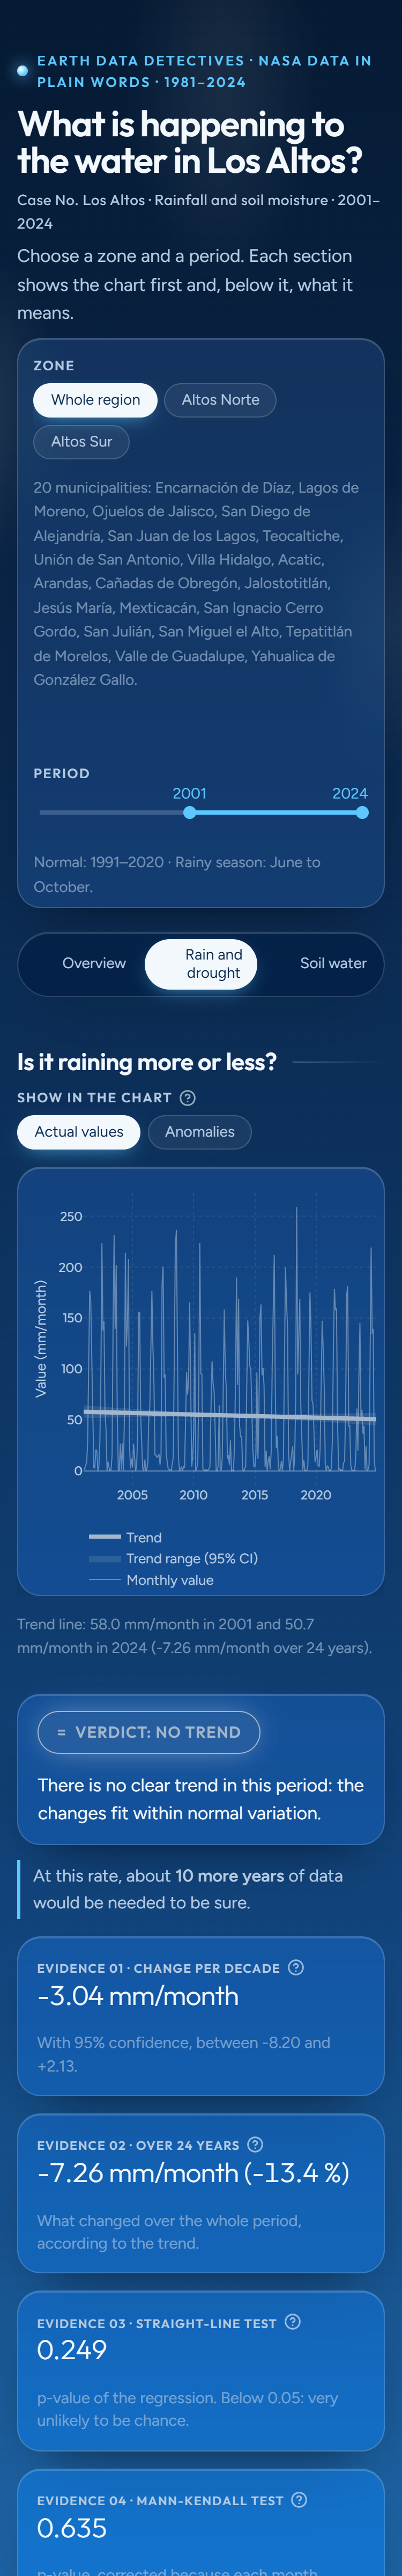 EARTH DATA DETECTIVES · NASA DATA IN
PLAIN WORDS · 1981–2024
What is happening to
the water in Los Altos?
Case No. Los Altos · Rainfall and soil moisture · 2001–
2024
Choose a zone and a period. Each section
shows the chart first and, below it, what it
means.
ZONE
Whole region
Altos Norte
Altos Sur
20 municipalities: Encarnación de Díaz, Lagos de
Moreno, Ojuelos de Jalisco, San Diego de
Alejandría, San Juan de los Lagos, Teocaltiche,
Unión de San Antonio, Villa Hidalgo, Acatic,
Arandas, Cañadas de Obregón, Jalostotitlán,
Jesús María, Mexticacán, San Ignacio Cerro
Gordo, San Julián, San Miguel el Alto, Tepatitlán
de Morelos, Valle de Guadalupe, Yahualica de
González Gallo.
PERIOD
2001
2024
Normal: 1991–2020 · Rainy season: June to
October.
Overview
Rain and
drought
Soil water
Is it raining more or less?
SHOW IN THE CHART ?
Actual values
Anomalies
Value (mm/month)
250
200
150
100
50
0
2005
2010
2015
2020
Trend
Trend range (95% CI)
Monthly value
Trend line: 58.0 mm/month in 2001 and 50.7
mm/month in 2024 (-7.26 mm/month over 24 years).
= VERDICT: NO TREND
There is no clear trend in this period: the
changes fit within normal variation.
At this rate, about 10 more years of data
would be needed to be sure.
EVIDENCE 01 · CHANGE PER DECADE ?
-3.04 mm/month
With 95% confidence, between -8.20 and
+2.13.
EVIDENCE 02 · OVER 24 YEARS ?
-7.26 mm/month (-13.4 %)
What changed over the whole period,
according to the trend.
EVIDENCE 03 · STRAIGHT-LINE TEST ?
0.249
p-value of the regression. Below 0.05: very
unlikely to be chance.
EVIDENCE 04 · MANN-KENDALL TEST ?
0.635
p-value, corrected because each month